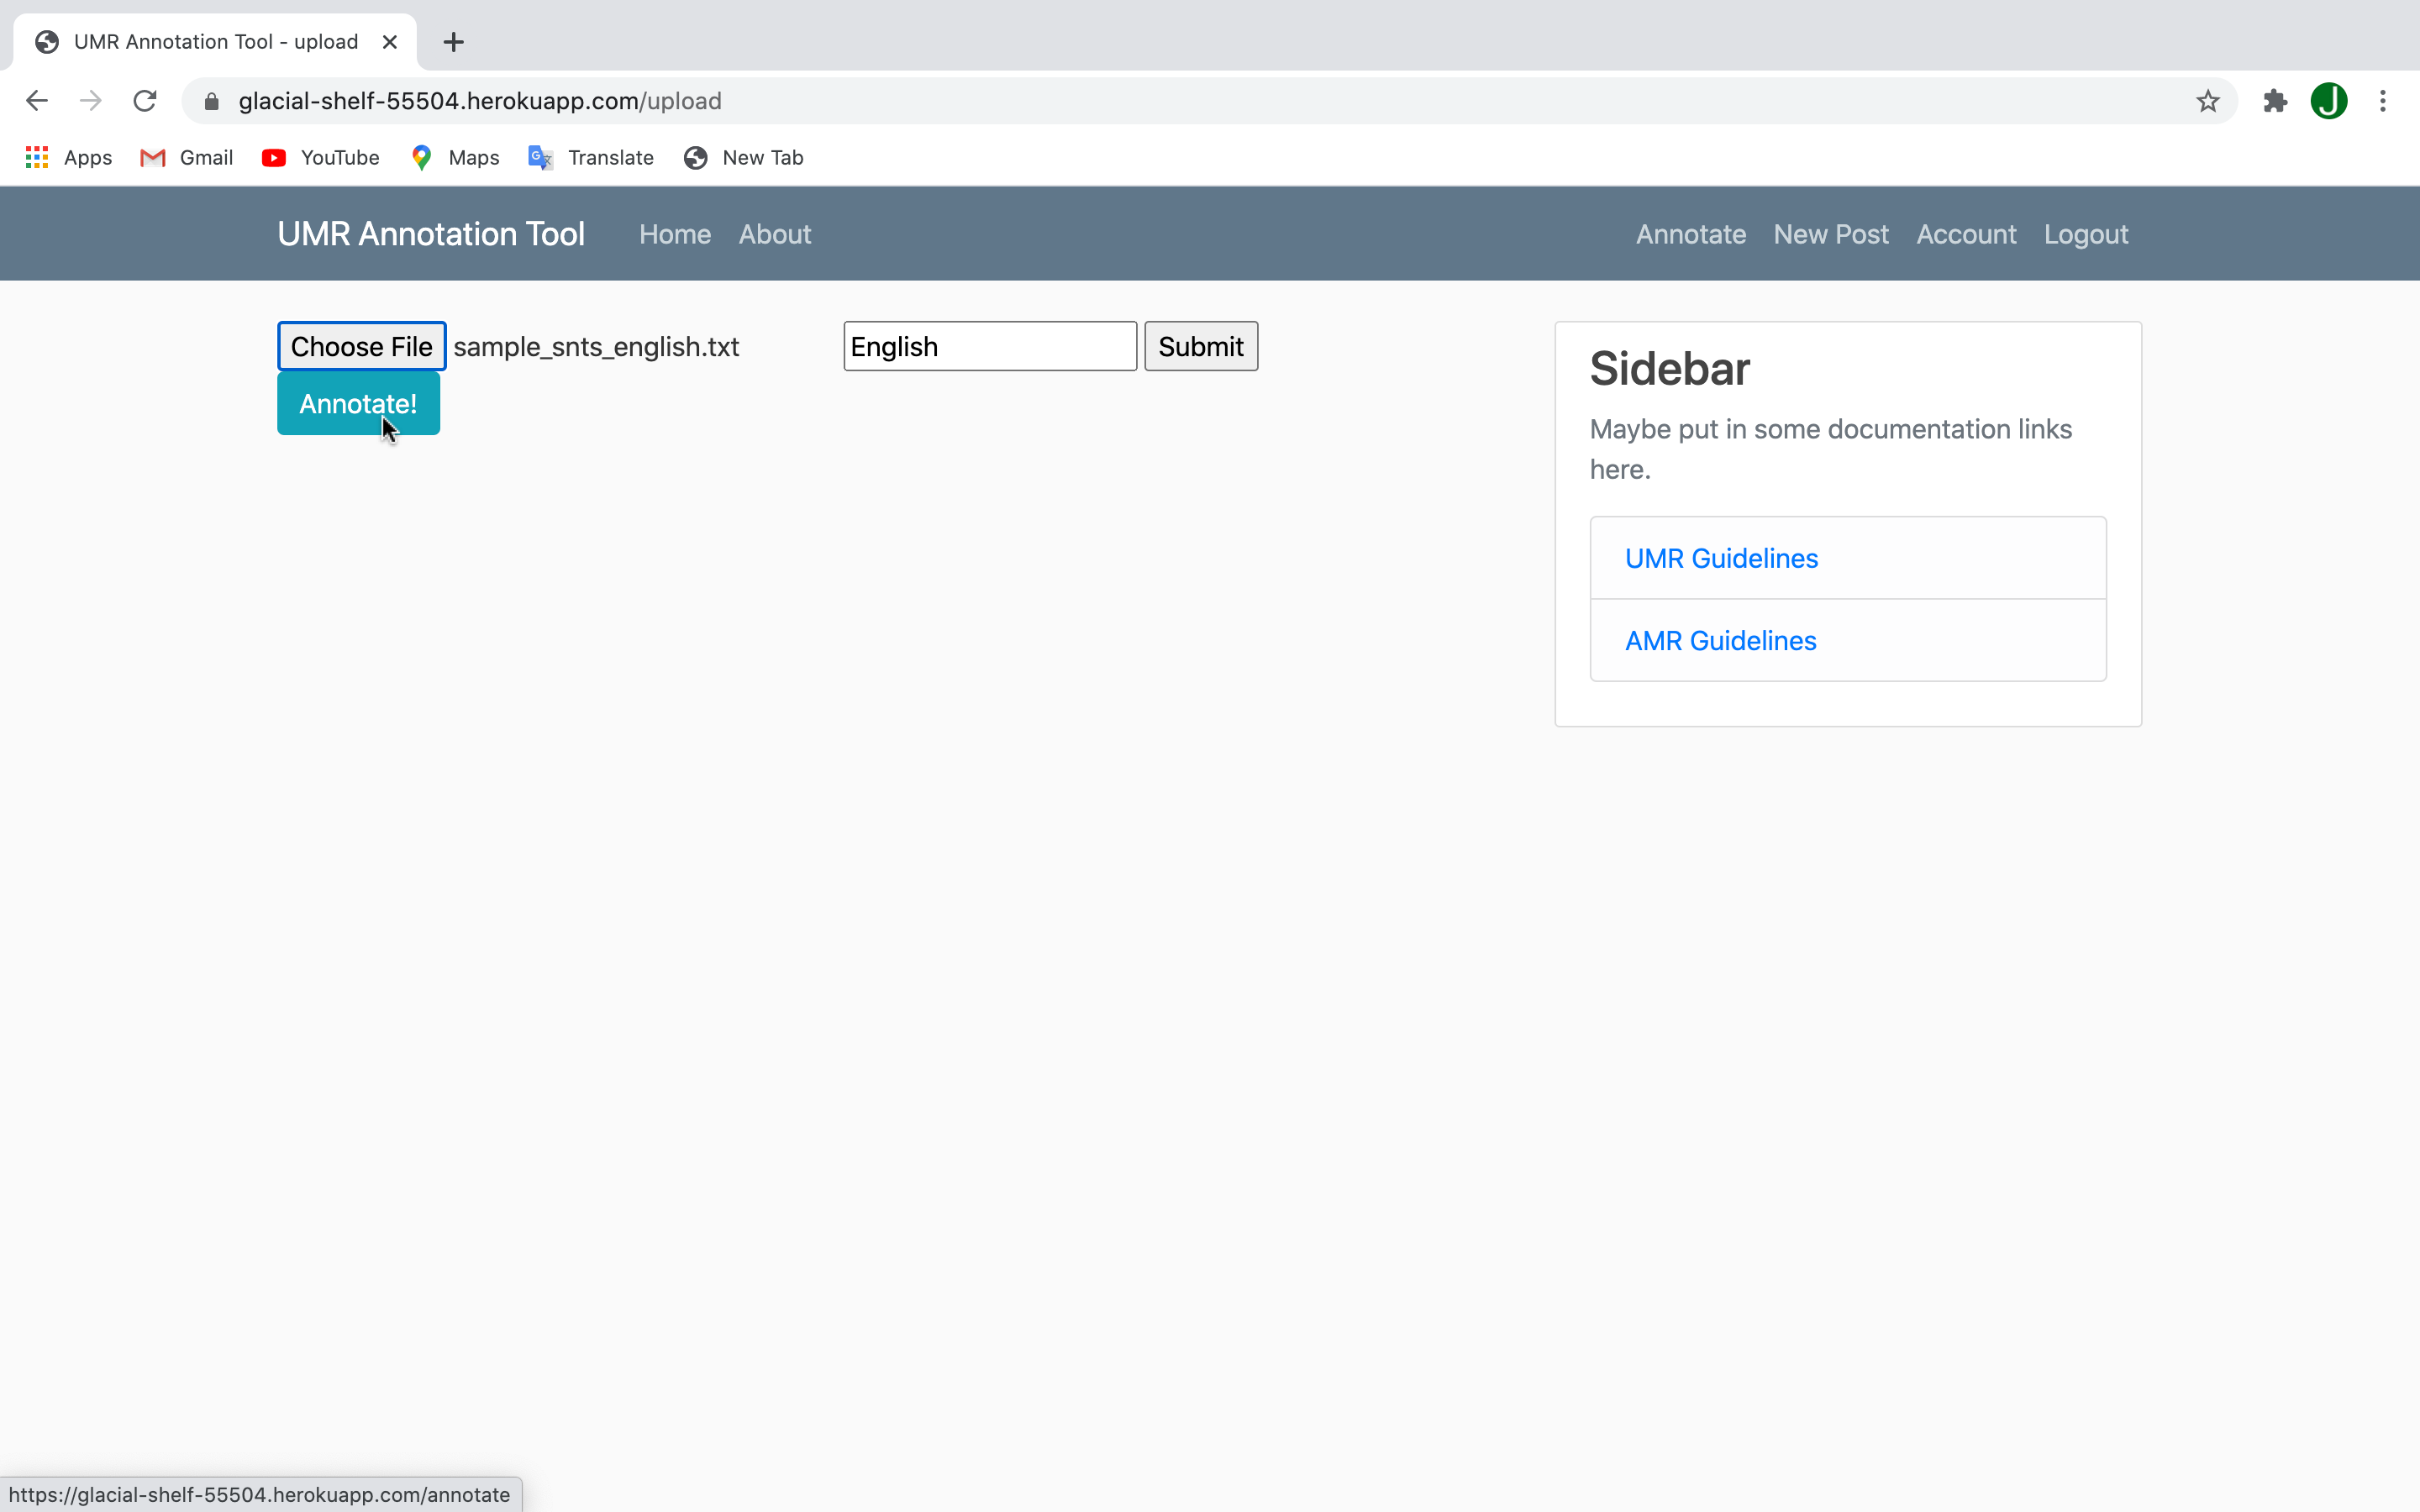 UMR Annotation Tool - upload
glacial-shelf-55504.herokuapp.com/upload
J
Apps Gmail YouTube Maps Translate New Tab
UMR Annotation Tool Home About Annotate New Post Account Logout
Choose File sample_snts_english.txt English Submit
Annotate!
Sidebar
Maybe put in some documentation links
here.
UMR Guidelines
AMR Guidelines
https://glacial-shelf-55504.herokuapp.com/annotate